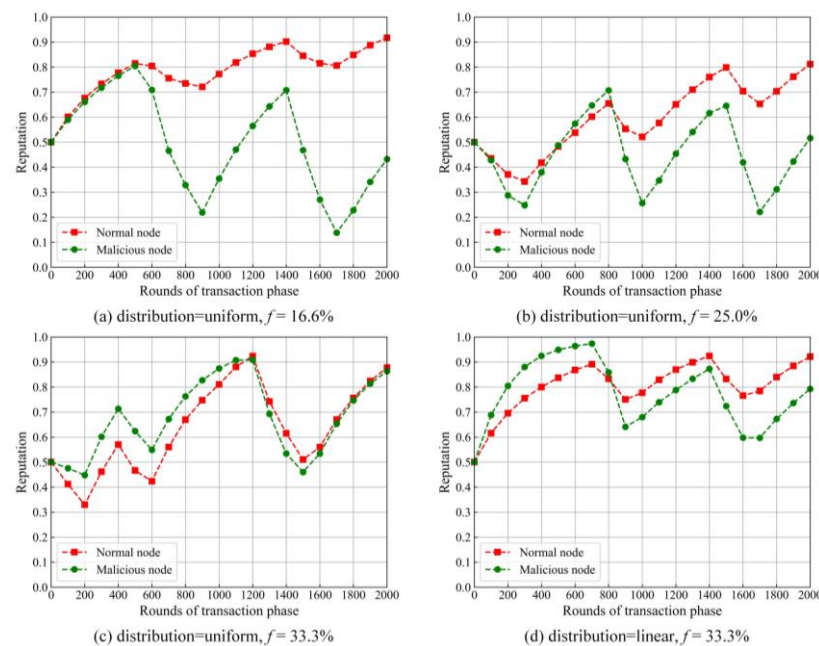 1.0
0.9
0.8
0.7
0.6
0.5
0.4
0.3
0.2
0.1
0.0
Reputation
Normal node
Malicious node
0 200 400 600 800 1000 1200 1400 1600 1800 2000
Rounds of transaction phase
(a) distribution=uniform, f = 16.6%
1.0
0.9
0.8
0.7
0.6
0.5
0.4
0.3
0.2
0.1
0.0
Reputation
Normal node
Malicious node
0 200 400 600 800 1000 1200 1400 1600 1800 2000
Rounds of transaction phase
(b) distribution=uniform, f = 25.0%
1.0
0.9
0.8
0.7
0.6
0.5
0.4
0.3
0.2
0.1
0.0
Reputation
Normal node
Malicious node
0 200 400 600 800 1000 1200 1400 1600 1800 2000
Rounds of transaction phase
(c) distribution=uniform, f = 33.3%
1.0
0.9
0.8
0.7
0.6
0.5
0.4
0.3
0.2
0.1
0.0
Reputation
Normal node
Malicious node
0 200 400 600 800 1000 1200 1400 1600 1800 2000
Rounds of transaction phase
(d) distribution=linear, f = 33.3%